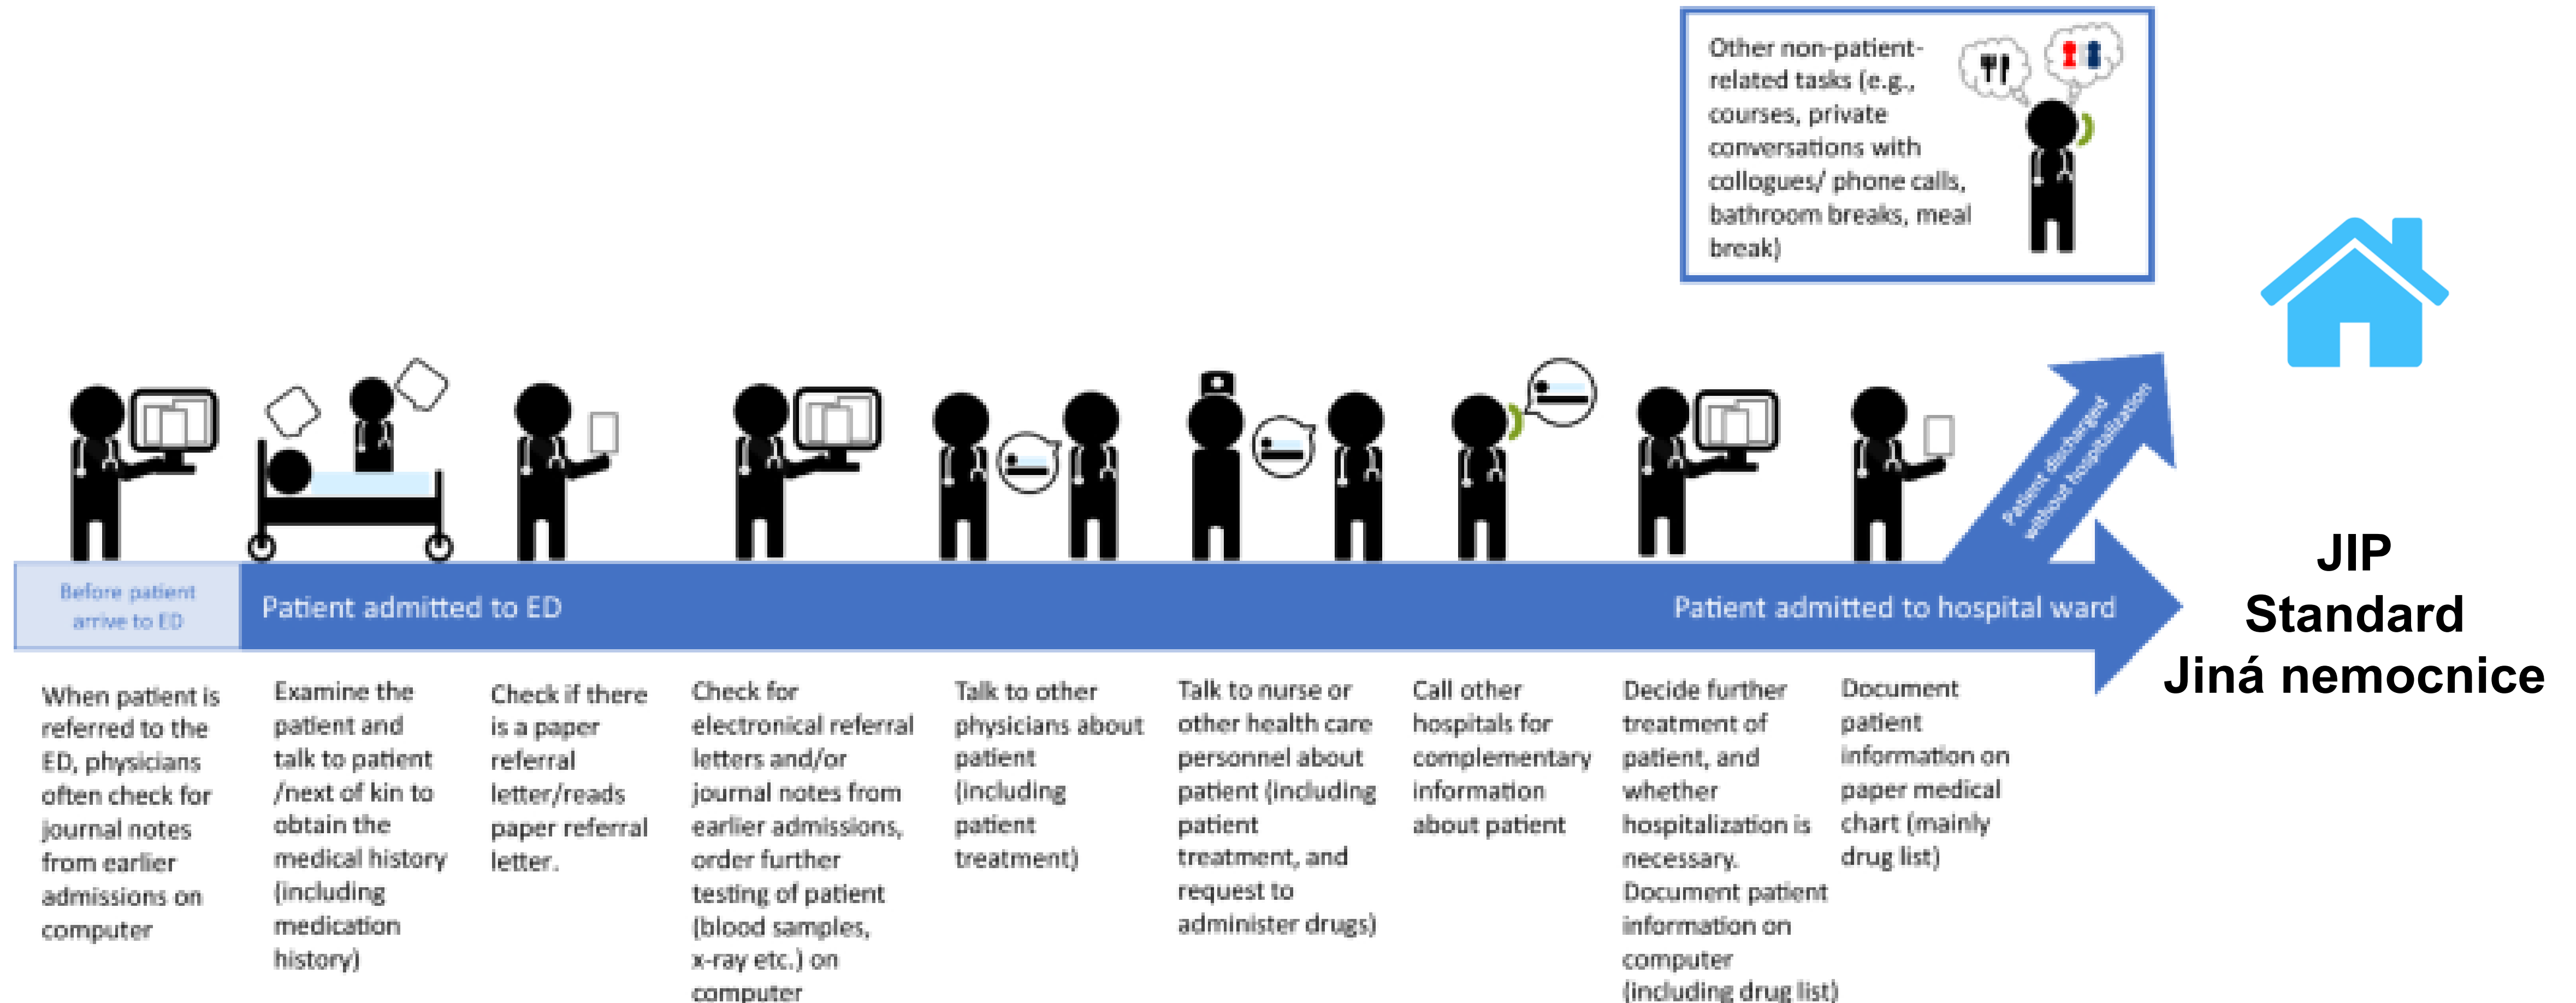 Other non-patient-
related tasks (e.g.,
courses, private
conversations with
collogues/ phone calls,
bathroom breaks, meal
break)
Patient discharged
without hospitalization
Before patient
arrive to ED
Patient admitted to ED
Patient admitted to hospital ward
JIP
Standard
Jiná nemocnice
When patient is
referred to the
ED, physicians
often check for
journal notes
from earlier
admissions on
computer
Examine the
patient and
talk to patient
/next of kin to
obtain the
medical history
(including
medication
history)
Check if there
is a paper
referral
letter/reads
paper referral
letter.
Check for
electronical referral
letters and/or
journal notes from
earlier admissions,
order further
testing of patient
(blood samples,
x-ray etc.) on
computer
Talk to other
physicians about
patient
(including
patient
treatment)
Talk to nurse or
other health care
personnel about
patient (including
patient
treatment, and
request to
administer drugs)
Call other
hospitals for
complementary
information
about patient
Decide further
treatment of
patient, and
whether
hospitalization is
necessary.
Document patient
information on
computer
(including drug list)
Document
patient
information on
paper medical
chart (mainly
drug list)